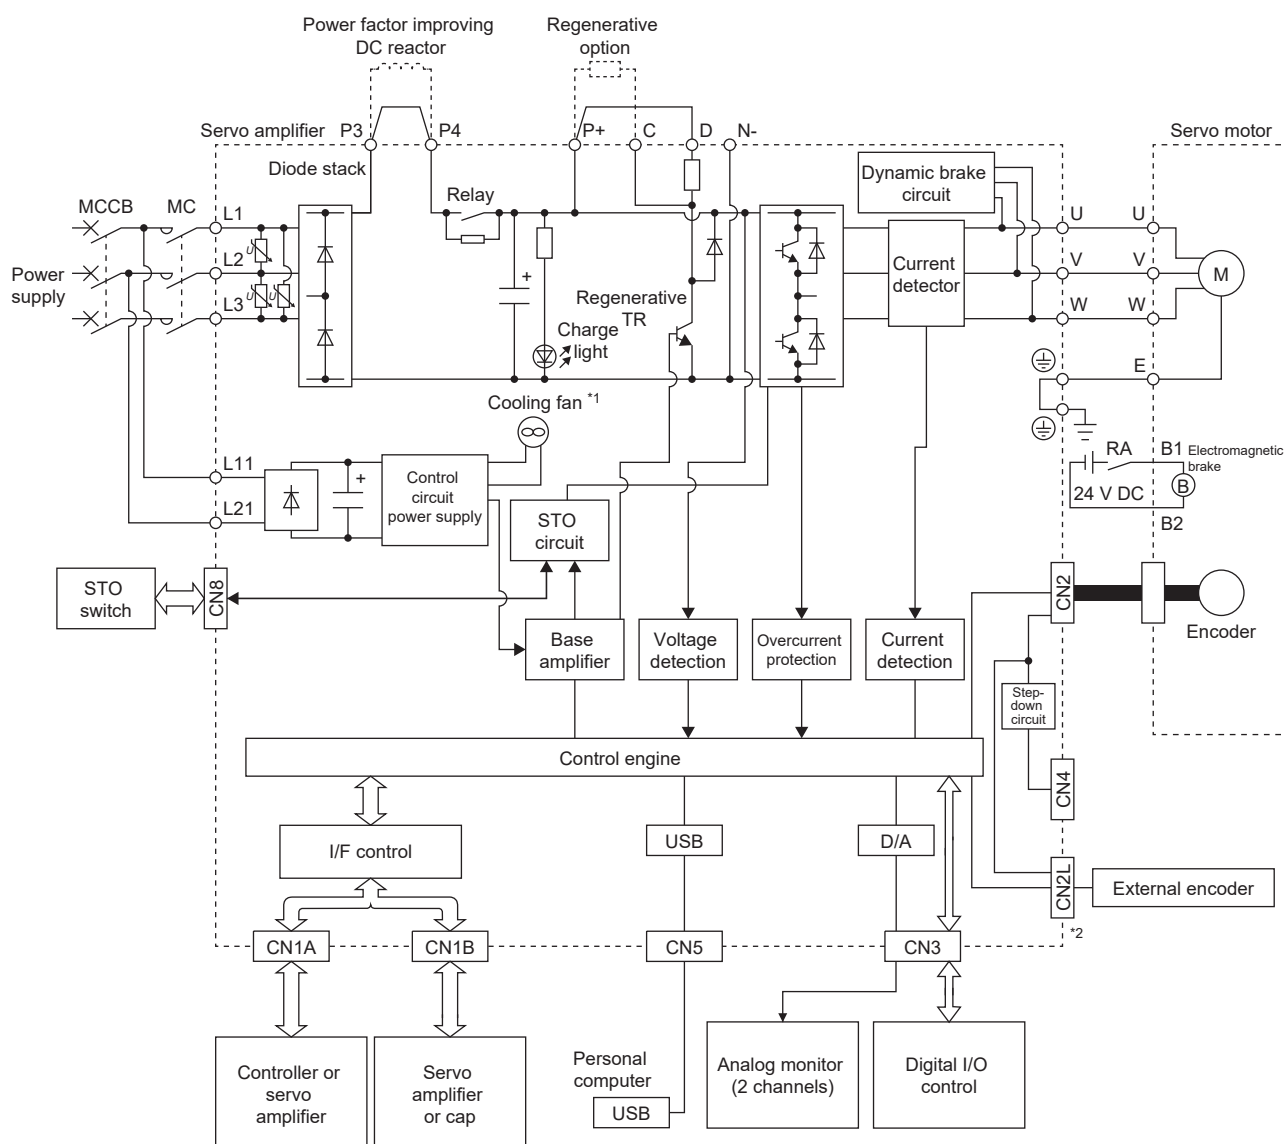 Power factor improving
DC reactor
Regenerative
option
Servo amplifier
P3
P4
P+
C
D
N-
Servo motor
Diode stack
Dynamic brake
circuit
MCCB
MC
L1
Relay
U
U
Power
supply
L2
U
Current
detector
V
V
M
+
L3
U
U
Regenerative
TR
W
W
Charge
light
E
Cooling fan *1
RA
B1
Electromagnetic
brake
L11
+
Control
circuit
power supply
24 V DC
B
L21
STO
circuit
B2
STO
switch
CN8
CN2
Encoder
Base
amplifier
Voltage
detection
Overcurrent
protection
Current
detection
Step-
down
circuit
Control engine
CN4
I/F control
USB
D/A
CN2L
External encoder
*2
CN1A
CN1B
CN5
CN3
Controller or
servo
amplifier
Servo
amplifier
or cap
Personal
computer
USB
Analog monitor
(2 channels)
Digital I/O
control